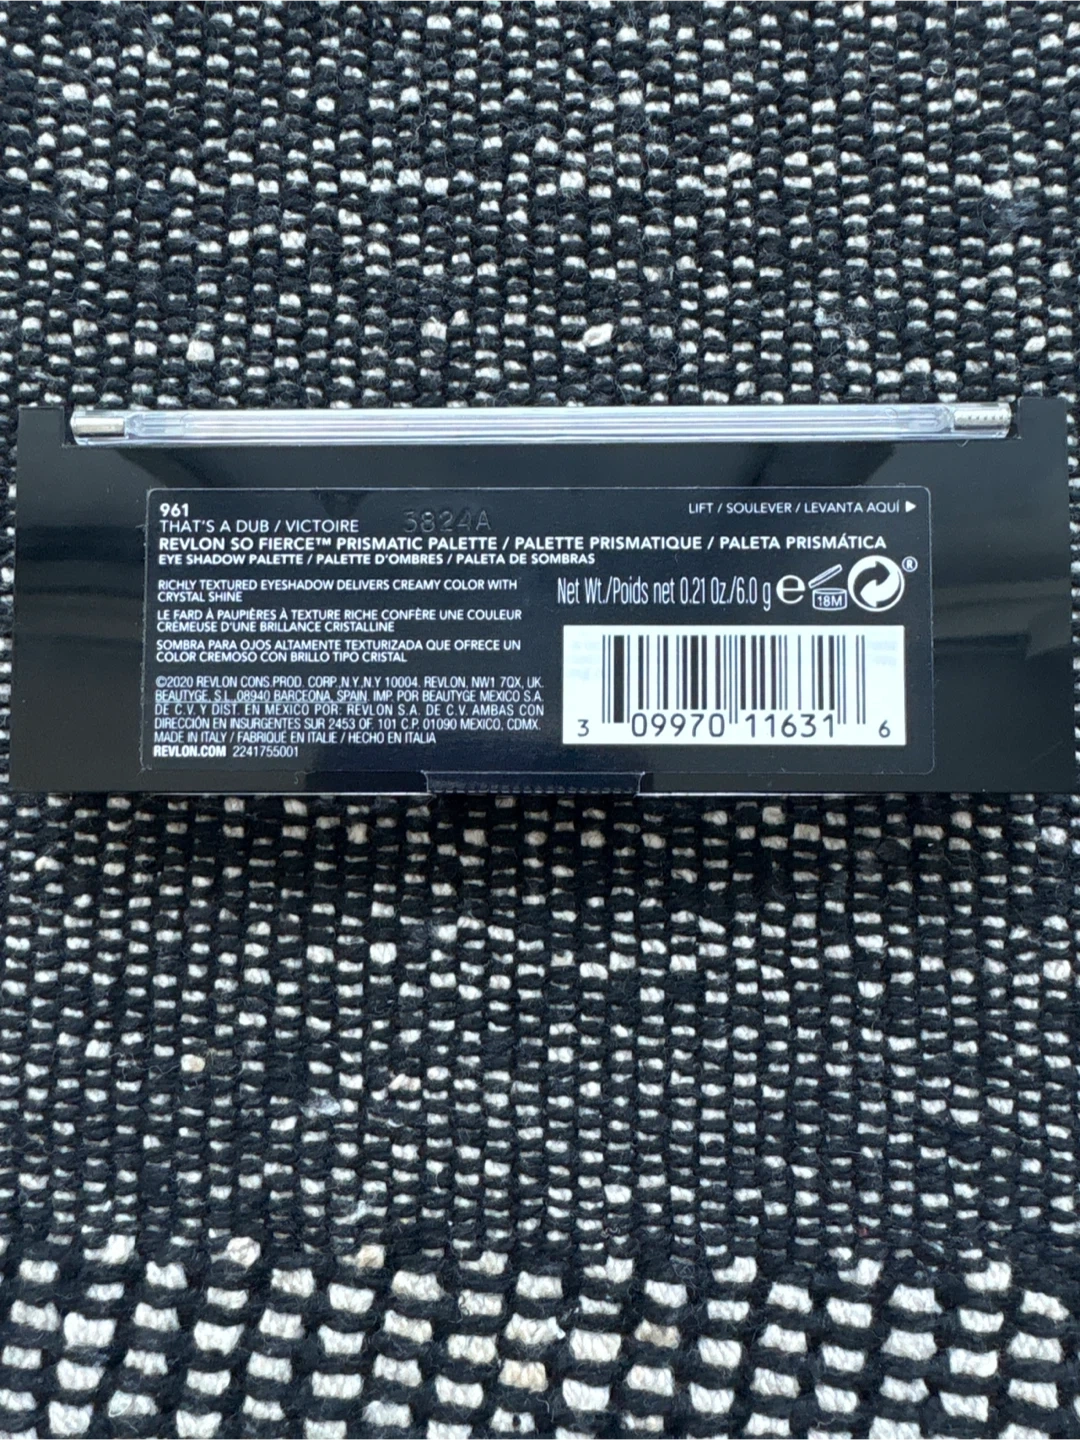 961
THAT'S A DUB / VICTOIRE 3824A
LIFT / SOULEVER / LEVANTA AQUÍ ▶
REVLON SO FIERCE™ PRISMATIC PALETTE / PALETTE PRISMATIQUE / PALETA PRISMÁTICA
EYE SHADOW PALETTE / PALETTE D'OMBRES / PALETA DE SOMBRAS
RICHLY TEXTURED EYESHADOW DELIVERS CREAMY COLOR WITH
CRYSTAL SHINE
LE FARD À PAUPIÈRES À TEXTURE RICHE CONFÈRE UNE COULEUR
CRÉMEUSE D'UNE BRILLANCE CRISTALLINE
SOMBRA PARA OJOS ALTAMENTE TEXTURIZADA QUE OFRECE UN
COLOR CREMOSO CON BRILLO TIPO CRISTAL
©2020 REVLON CONS.PROD. CORP.,N.Y.,N.Y 10004. REVLON, NW1 7QX, UK.
BEAUTYGE, S.L.,08940 BARCEONA, SPAIN. IMP. POR BEAUTYGE MEXICO S.A.
DE C.V. Y DIST. EN MEXICO POR: REVLON S.A. DE C.V. AMBAS CON
DIRECCIÓN EN INSURGENTES SUR 2453 OF. 101 C.P. 01090 MEXICO, CDMX.
MADE IN ITALY / FABRIQUÉ EN ITALIE / HECHO EN ITALIA
REVLON.COM 2241755001
Net Wt./Poids net 0.21 Oz./6.0 g ℮ 18M ®
3 09970 11631 6